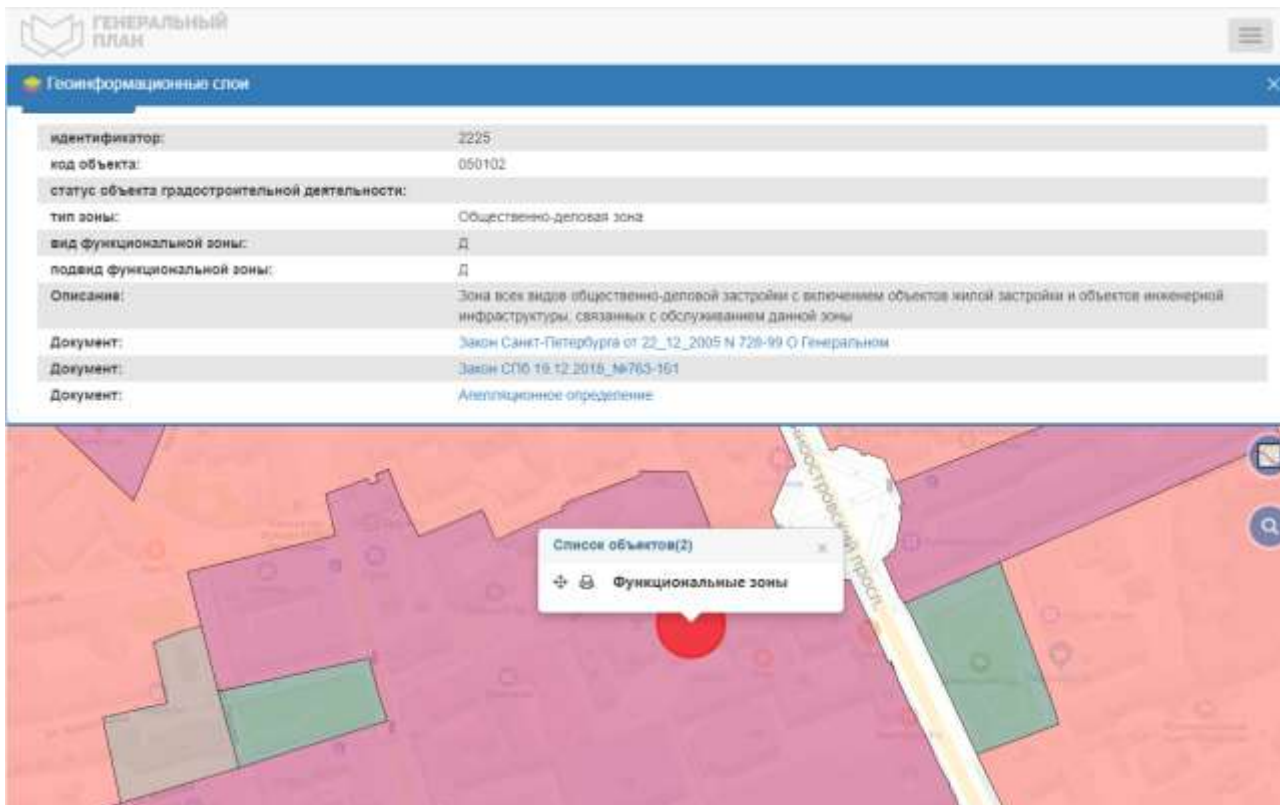 ГЕНЕРАЛЬНЫЙ
ПЛАН
Геоинформационные слои
идентификатор: 2225
код объекта: 050102
статус объекта градостроительной деятельности:
тип зоны: Общественно-деловая зона
вид функциональной зоны: Д
подвид функциональной зоны: Д
Описание: Зона всех видов общественно-деловой застройки с включением объектов жилой застройки и объектов инженерной
инфраструктуры, связанных с обслуживанием данной зоны
Документ: Закон Санкт-Петербурга от 22_12_2005 N 728-99 О Генеральном
Документ: Закон СПб 19.12.2018_№763-161
Документ: Апелляционное определение
Список объектов(2)
Функциональные зоны
нноостровский просп.